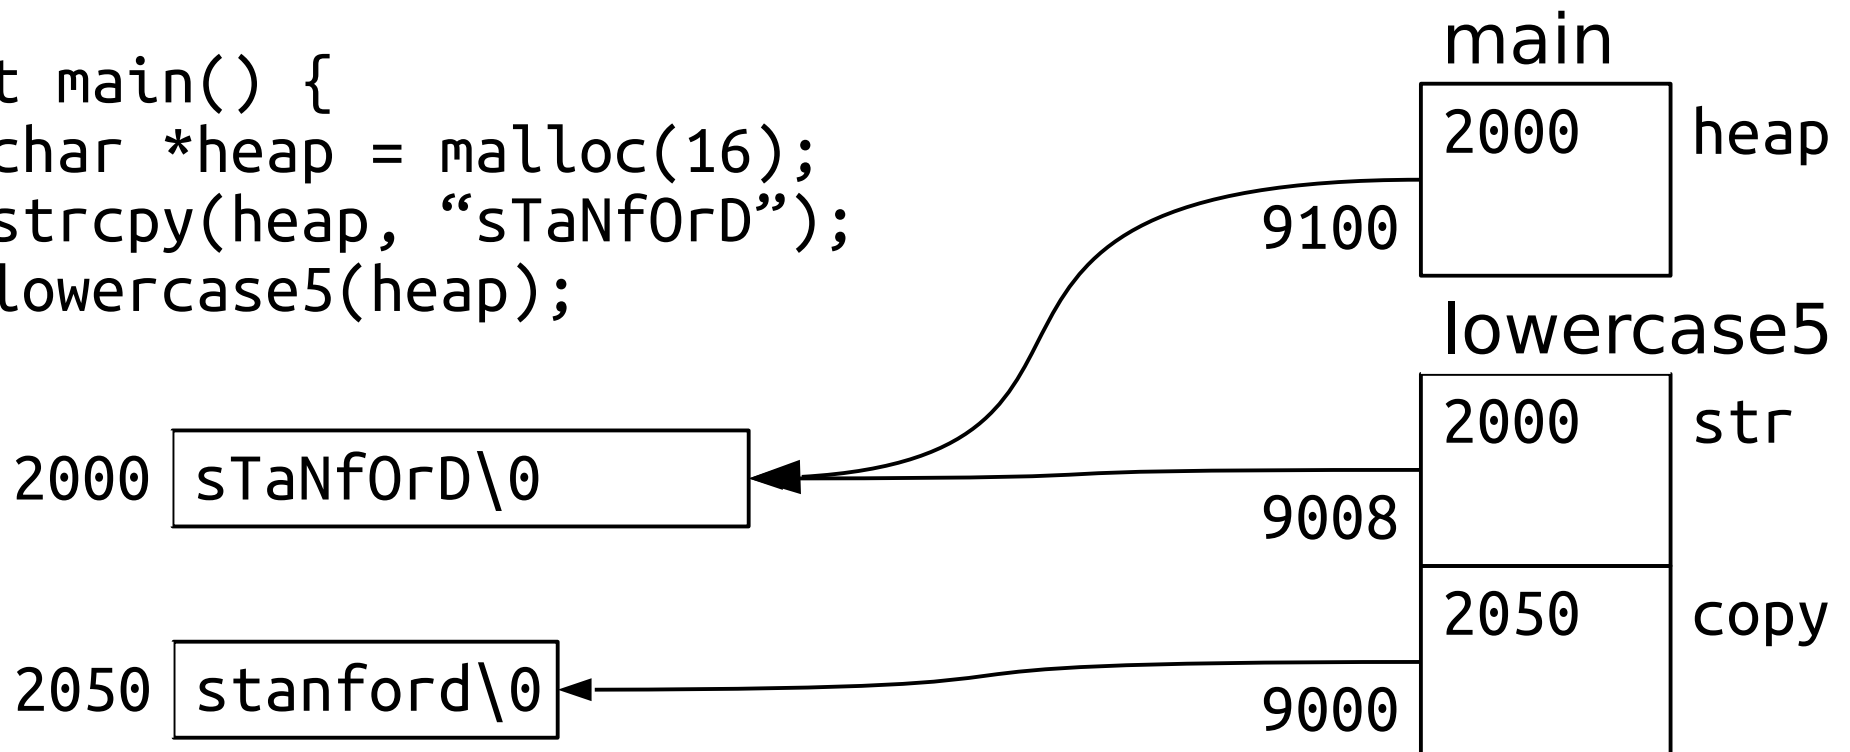 t main() {
char *heap = malloc(16);
strcpy(heap, “sTaNfOrD”);
lowercase5(heap);
main
2000 heap
9100
lowercase5
2000 str
9008
2050 copy
9000
2000 sTaNfOrD\0
2050 stanford\0